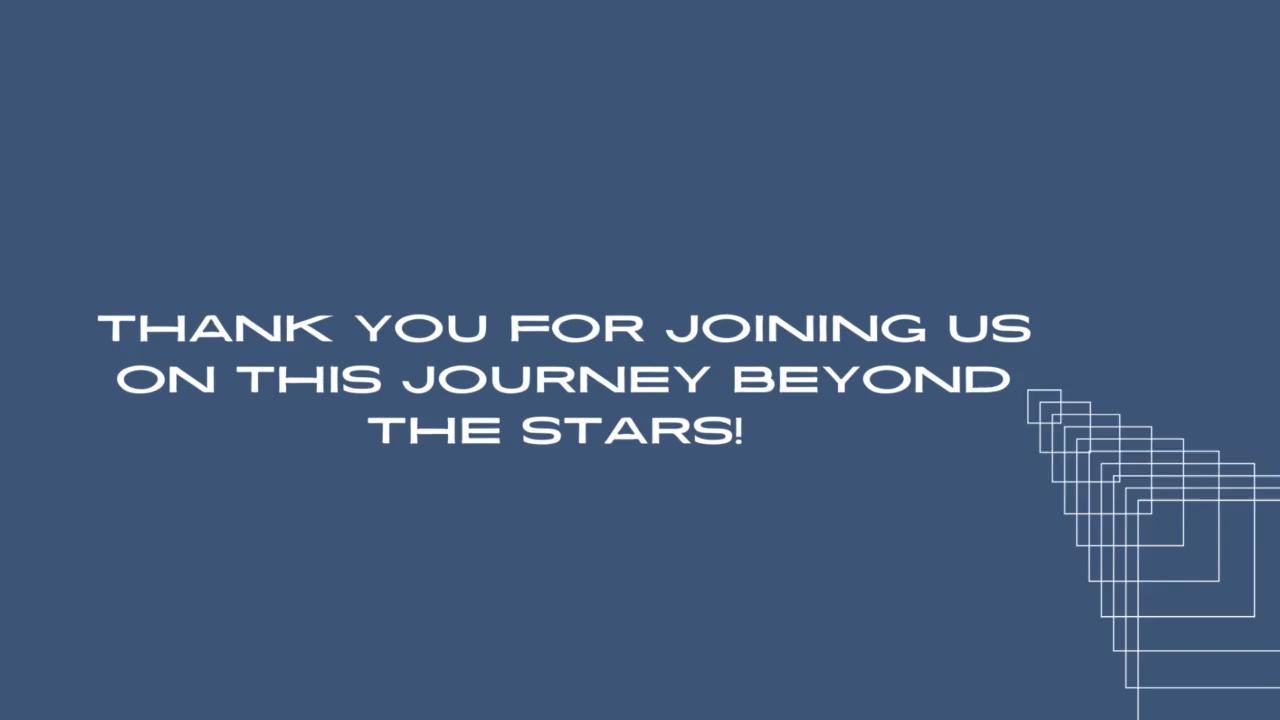 THANK YOU FOR JOINING US
ON THIS JOURNEY BEYOND
THE STARS!